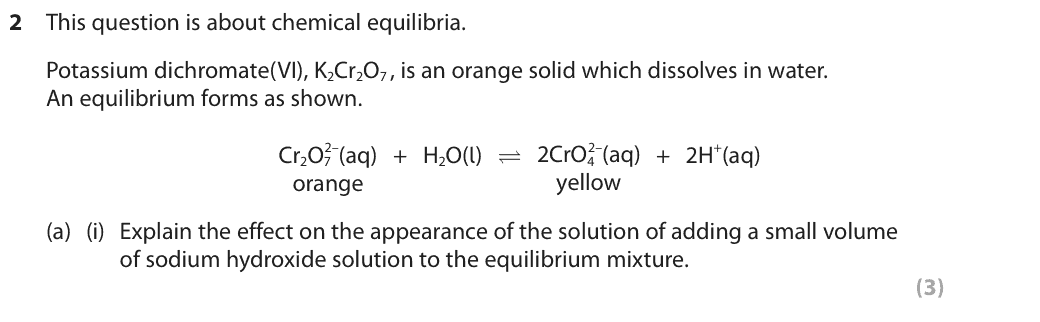 2 This question is about chemical equilibria.
Potassium dichromate(VI), K₂Cr₂O₇, is an orange solid which dissolves in water.
An equilibrium forms as shown.
Cr₂O₇²⁻(aq) + H₂O(l) ⇌ 2CrO₄²⁻(aq) + 2H⁺(aq)
orange yellow
(a) (i) Explain the effect on the appearance of the solution of adding a small volume
of sodium hydroxide solution to the equilibrium mixture.
(3)